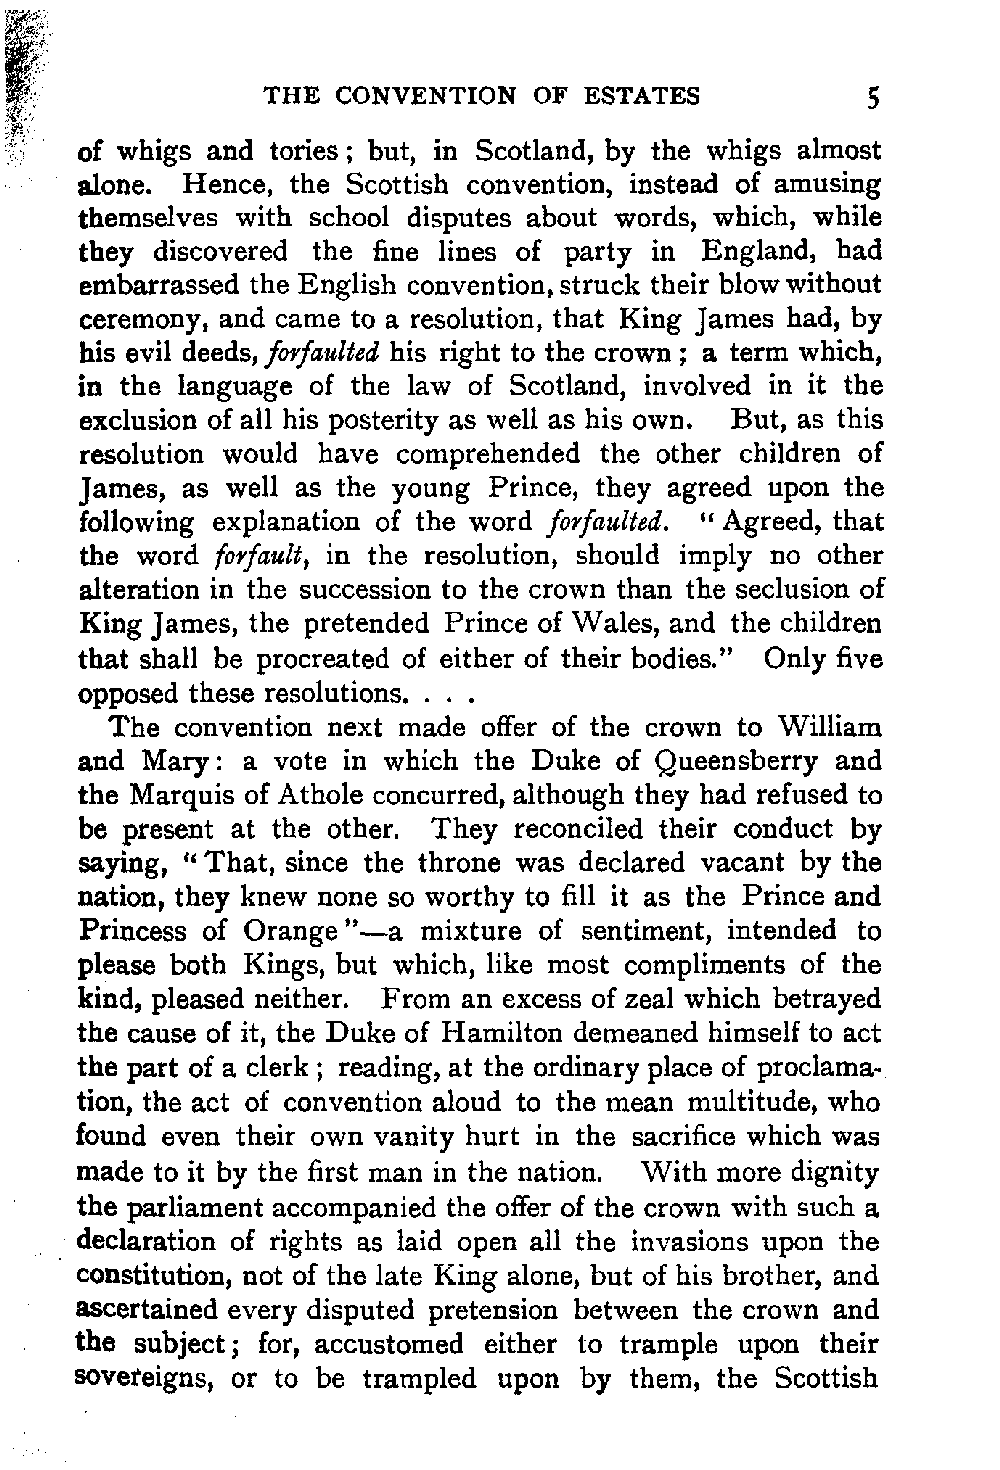 THE CONVENTION OF ESTATES 5
of whigs and tories; but, in Scotland, by the whigs almost
alone. Hence, the Scottish convention, instead of amusing
themselves with school disputes about words, which, while
they discovered the fine lines of party in England, had
embarrassed the English convention, struck their blow without
ceremony, and came to a resolution, that King James had, by
his evil deeds, forfaulted his right to the crown; a term which,
in the language of the law of Scotland, involved in it the
exclusion of all his posterity as well as his own. But, as this
resolution would have comprehended the other children of
James, as well as the young Prince, they agreed upon the
following explanation of the word forfaulted. "Agreed, that
the word forfault, in the resolution, should imply no other
alteration in the succession to the crown than the seclusion of
King James, the pretended Prince of Wales, and the children
that shall be procreated of either of their bodies." Only five
opposed these resolutions. . . .
The convention next made offer of the crown to William
and Mary: a vote in which the Duke of Queensberry and
the Marquis of Athole concurred, although they had refused to
be present at the other. They reconciled their conduct by
saying, "That, since the throne was declared vacant by the
nation, they knew none so worthy to fill it as the Prince and
Princess of Orange"—a mixture of sentiment, intended to
please both Kings, but which, like most compliments of the
kind, pleased neither. From an excess of zeal which betrayed
the cause of it, the Duke of Hamilton demeaned himself to act
the part of a clerk; reading, at the ordinary place of proclama-
tion, the act of convention aloud to the mean multitude, who
found even their own vanity hurt in the sacrifice which was
made to it by the first man in the nation. With more dignity
the parliament accompanied the offer of the crown with such a
declaration of rights as laid open all the invasions upon the
constitution, not of the late King alone, but of his brother, and
ascertained every disputed pretension between the crown and
the subject; for, accustomed either to trample upon their
sovereigns, or to be trampled upon by them, the Scottish